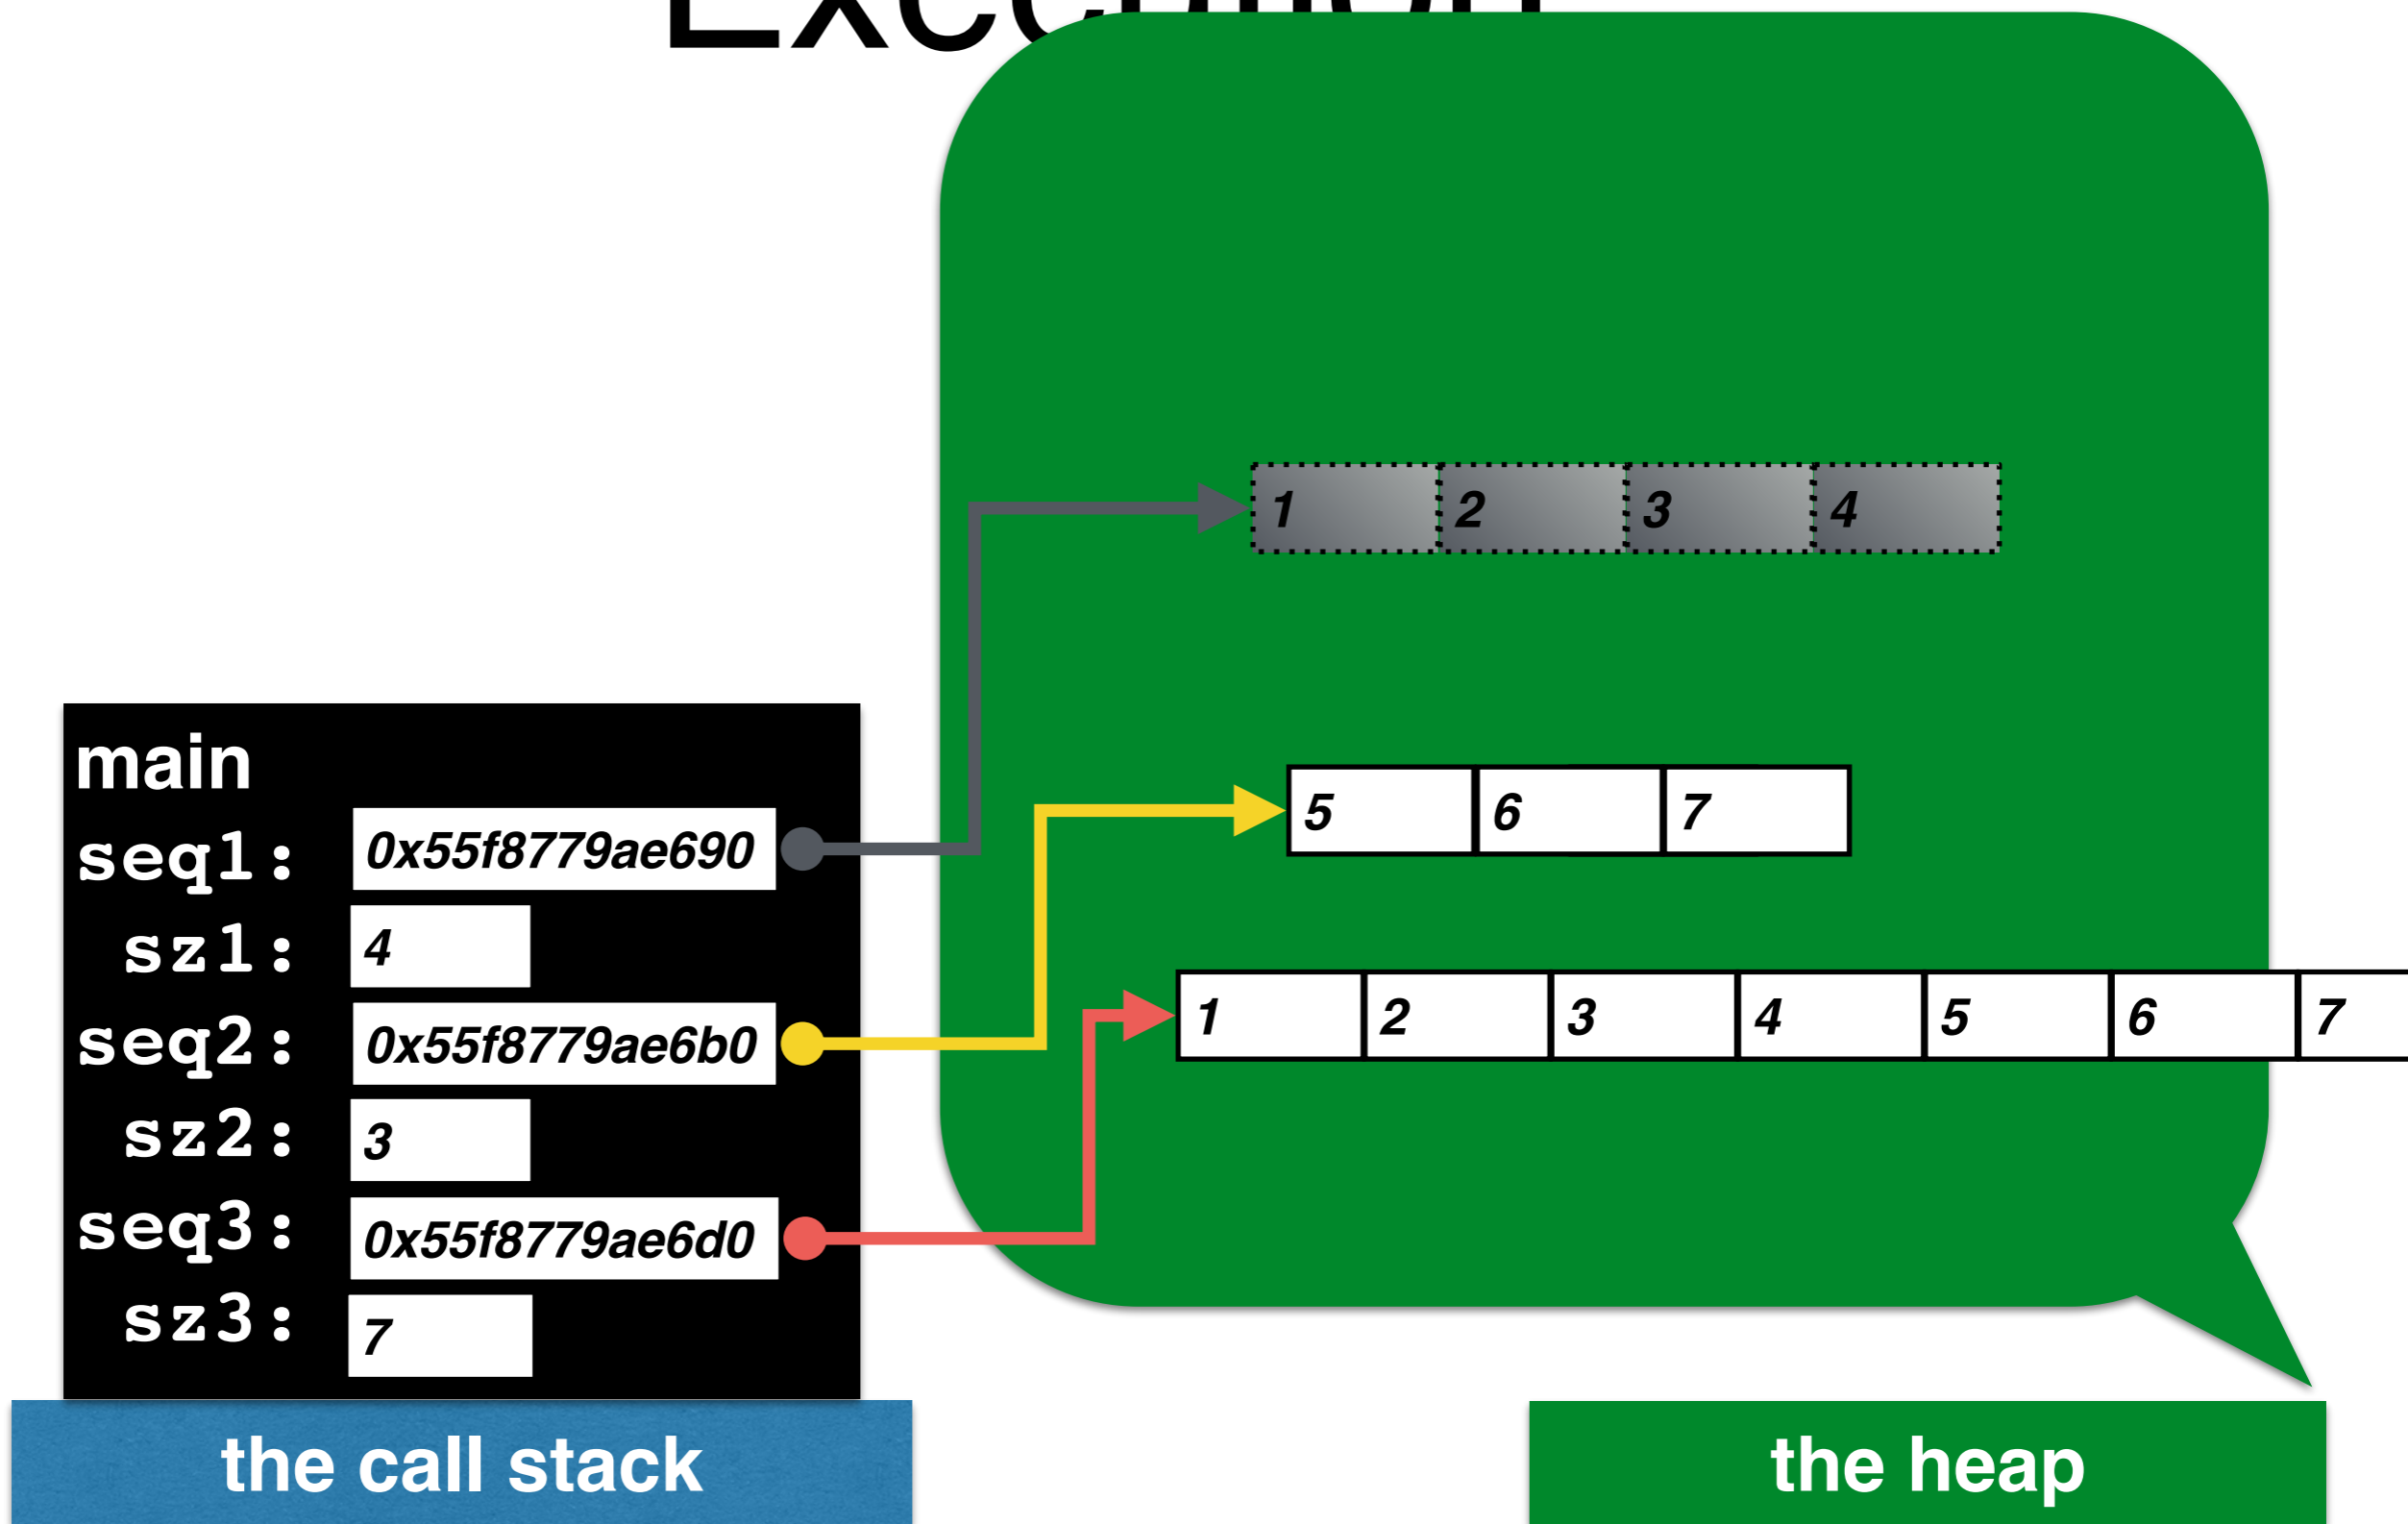 1 2 3 4
main
seq1: 0x55f8779ae690
5 6 7
sz1: 4
seq2: 0x55f8779ae6b0
1 2 3 4 5 6 7
sz2: 3
seq3: 0x55f8779ae6d0
sz3: 7
the call stack
the heap